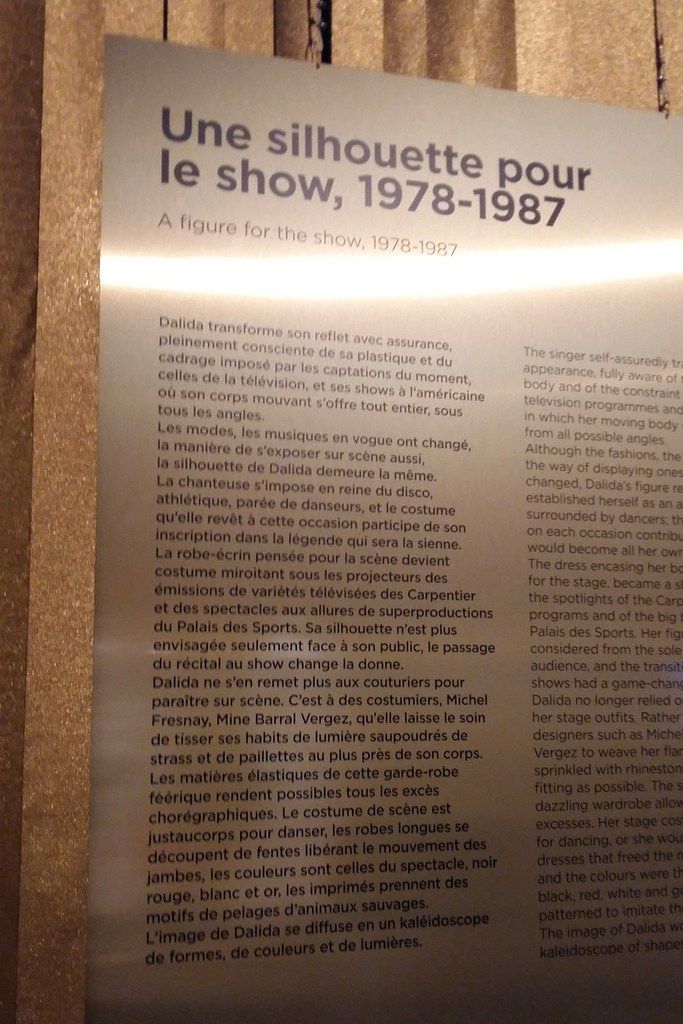 Une silhouette pour
le show, 1978-1987
A figure for the show, 1978-1987
Dalida transforme son reflet avec assurance,
pleinement consciente de sa plastique et du
cadrage imposé par les captations du moment,
celles de la télévision, et ses shows à l'américaine
où son corps mouvant s'offre tout entier, sous
tous les angles.
Les modes, les musiques en vogue ont changé,
la manière de s'exposer sur scène aussi,
la silhouette de Dalida demeure la même.
La chanteuse s'impose en reine du disco,
athlétique, parée de danseurs, et le costume
qu'elle revêt à cette occasion participe de son
inscription dans la légende qui sera la sienne.
La robe-écrin pensée pour la scène devient
costume miroitant sous les projecteurs des
émissions de variétés télévisées des Carpentier
et des spectacles aux allures de superproductions
du Palais des Sports. Sa silhouette n'est plus
envisagée seulement face à son public, le passage
du récital au show change la donne.
Dalida ne s'en remet plus aux couturiers pour
paraître sur scène. C'est à des costumiers, Michel
Fresnay, Mine Barral Vergez, qu'elle laisse le soin
de tisser ses habits de lumière saupoudrés de
strass et de paillettes au plus près de son corps.
Les matières élastiques de cette garde-robe
féérique rendent possibles tous les excès
chorégraphiques. Le costume de scène est
justaucorps pour danser, les robes longues se
découpent de fentes libérant le mouvement des
jambes, les couleurs sont celles du spectacle, noir
rouge, blanc et or, les imprimés prennent des
motifs de pelages d'animaux sauvages.
L'image de Dalida se diffuse en un kaléidoscope
de formes, de couleurs et de lumières.
The singer self-assuredly
appearance, fully aware of
body and of the constraint
television programmes and
in which her moving body
from all possible angles.
Although the fashions, the
the way of displaying ones
changed, Dalida's figure
established herself as an
surrounded by dancers;
on each occasion
would become all her own
The dress encasing her
for the stage, became a
the spotlights of the
programs and of the big
Palais des Sports. Her
considered from the sole
audience, and the
shows had a
Dalida no longer relied
her stage outfits. Rather
designers such as
Vergez to weave her
sprinkled with
fitting as possible. The
dazzling wardrobe
excesses. Her stage
for dancing, or she
dresses that freed the
and the colours were
black, red, white and
patterned to imitate
The image of Dalida
kaleidoscope of